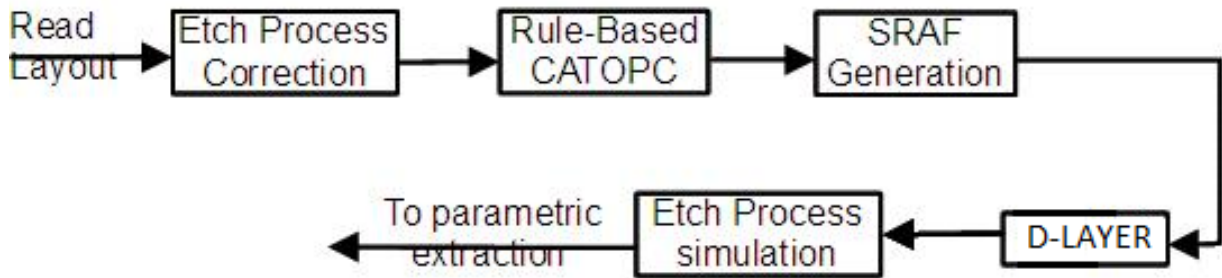 Read
Layout
Etch Process
Correction
Rule-Based
CATOPC
SRAF
Generation
To parametric
extraction
Etch Process
simulation
D-LAYER